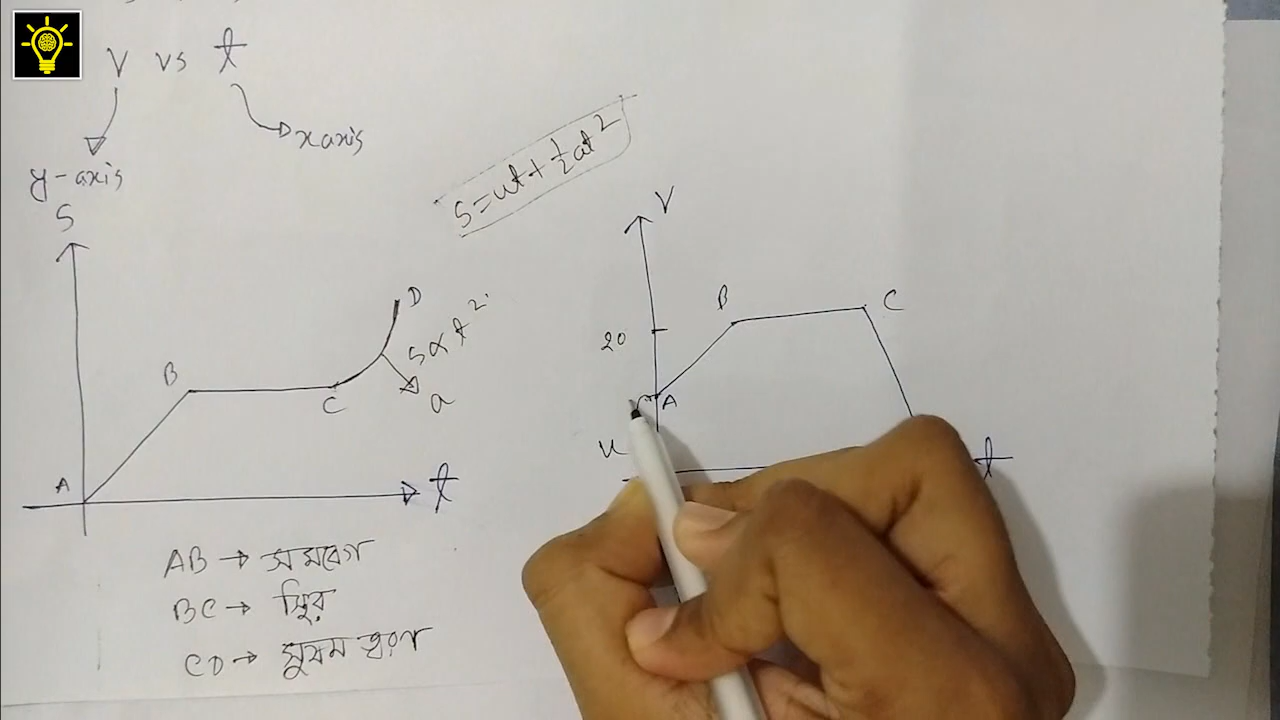 V vs t
x axis
y-axis
S
S=ut+½at²
V
D
S∝t²
B
C
20
B
C
a
A
A
u
t
t
AB → সমবেগ
BC → স্থির
CD → সুষম ত্বরণ